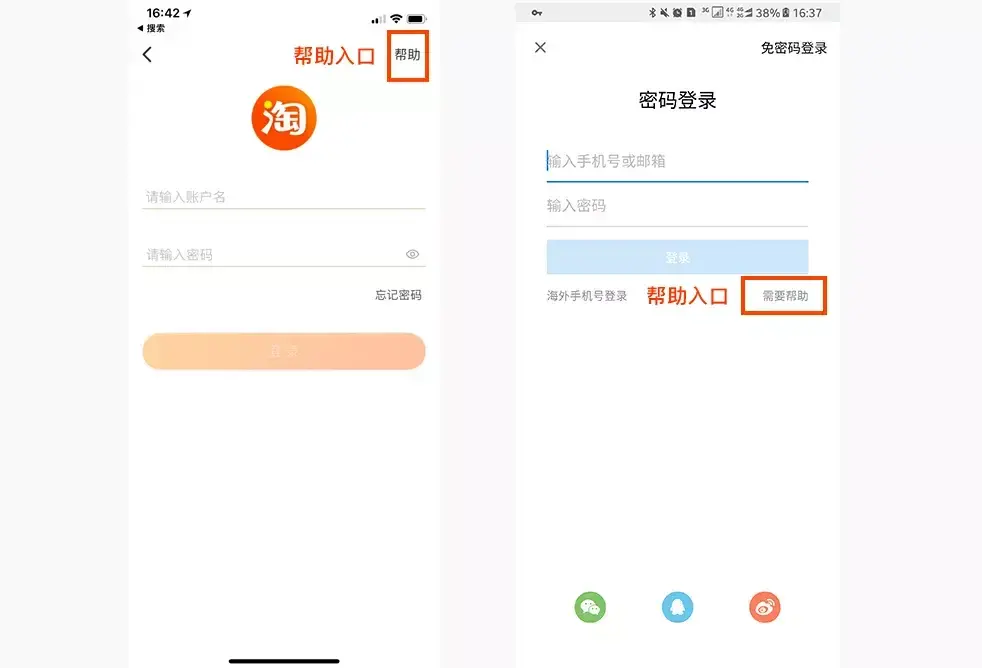 16:42
◀ 搜索
帮助入口
帮助
淘
请输入账户名
请输入密码
忘记密码
登录
38% 16:37
免密码登录
密码登录
输入手机号或邮箱
输入密码
登录
海外手机号登录
帮助入口
需要帮助